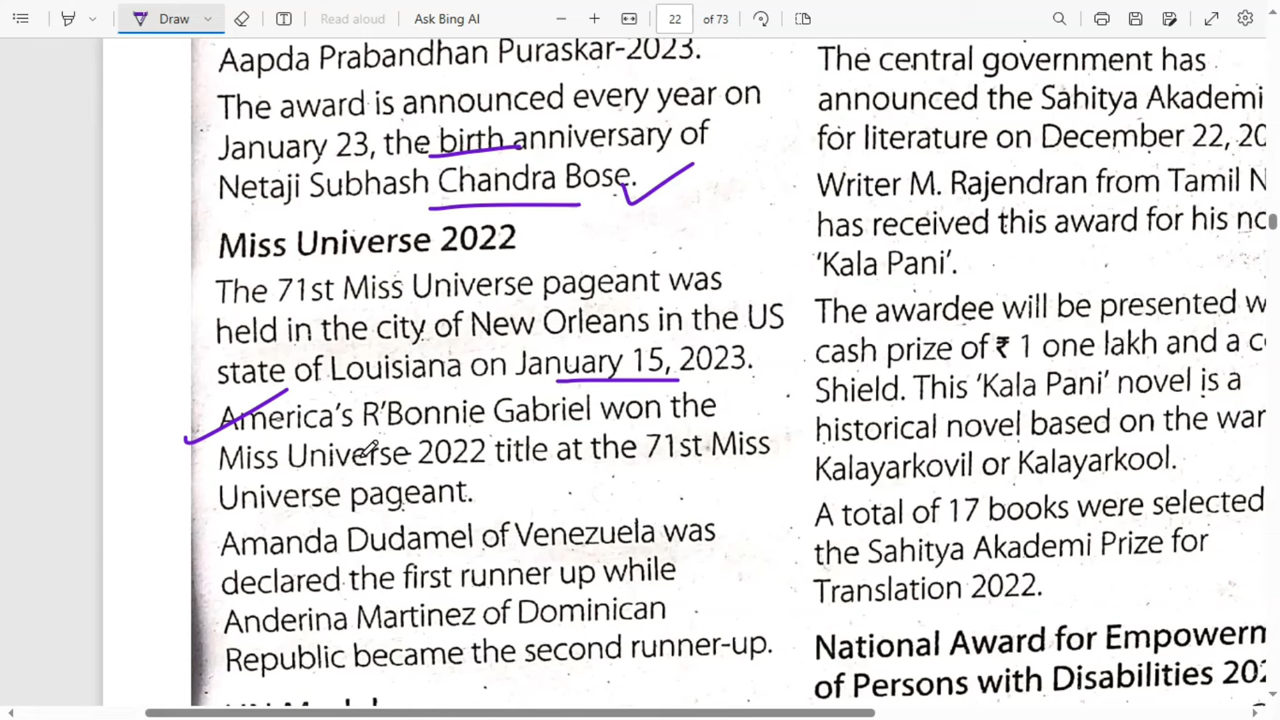 Draw
Read aloud
Ask Bing AI
22
of 73
Aapda Prabandhan Puraskar-2023.
The award is announced every year on
January 23, the birth anniversary of
Netaji Subhash Chandra Bose.
Miss Universe 2022
The 71st Miss Universe pageant was
held in the city of New Orleans in the US
state of Louisiana on January 15, 2023.
America's R'Bonnie Gabriel won the
Miss Universe 2022 title at the 71st Miss
Universe pageant.
Amanda Dudamel of Venezuela was
declared the first runner up while
Anderina Martinez of Dominican
Republic became the second runner-up.
The central government has
announced the Sahitya Akademi
for literature on December 22, 20
Writer M. Rajendran from Tamil N
has received this award for his no
'Kala Pani'.
The awardee will be presented w
cash prize of ₹ 1 one lakh and a c
Shield. This 'Kala Pani' novel is a
historical novel based on the war
Kalayarkovil or Kalayarkool.
A total of 17 books were selected
the Sahitya Akademi Prize for
Translation 2022.
National Award for Empowerm
of Persons with Disabilities 202